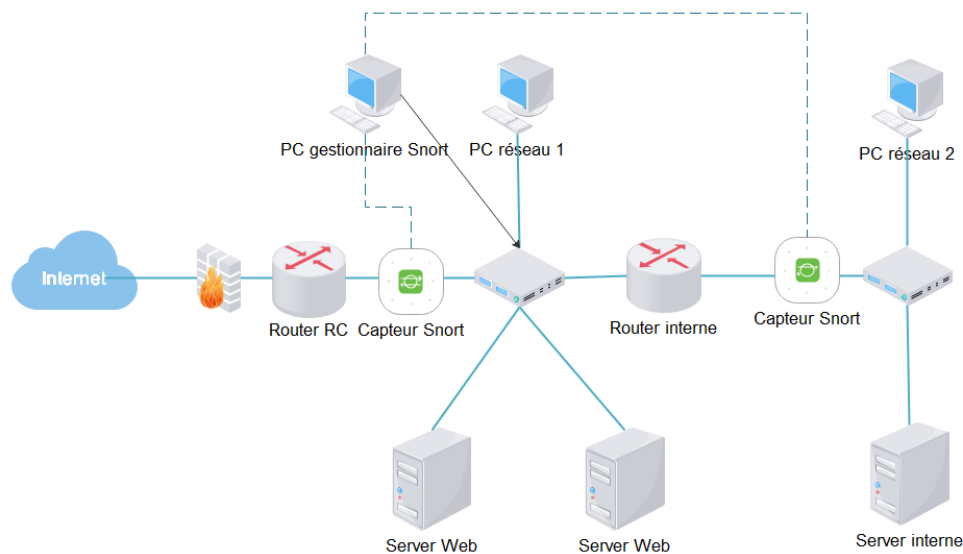 PC gestionnaire Snort
PC réseau 1
PC réseau 2
Internet
Router RC
Capteur Snort
Router interne
Capteur Snort
Server Web
Server Web
Server interne